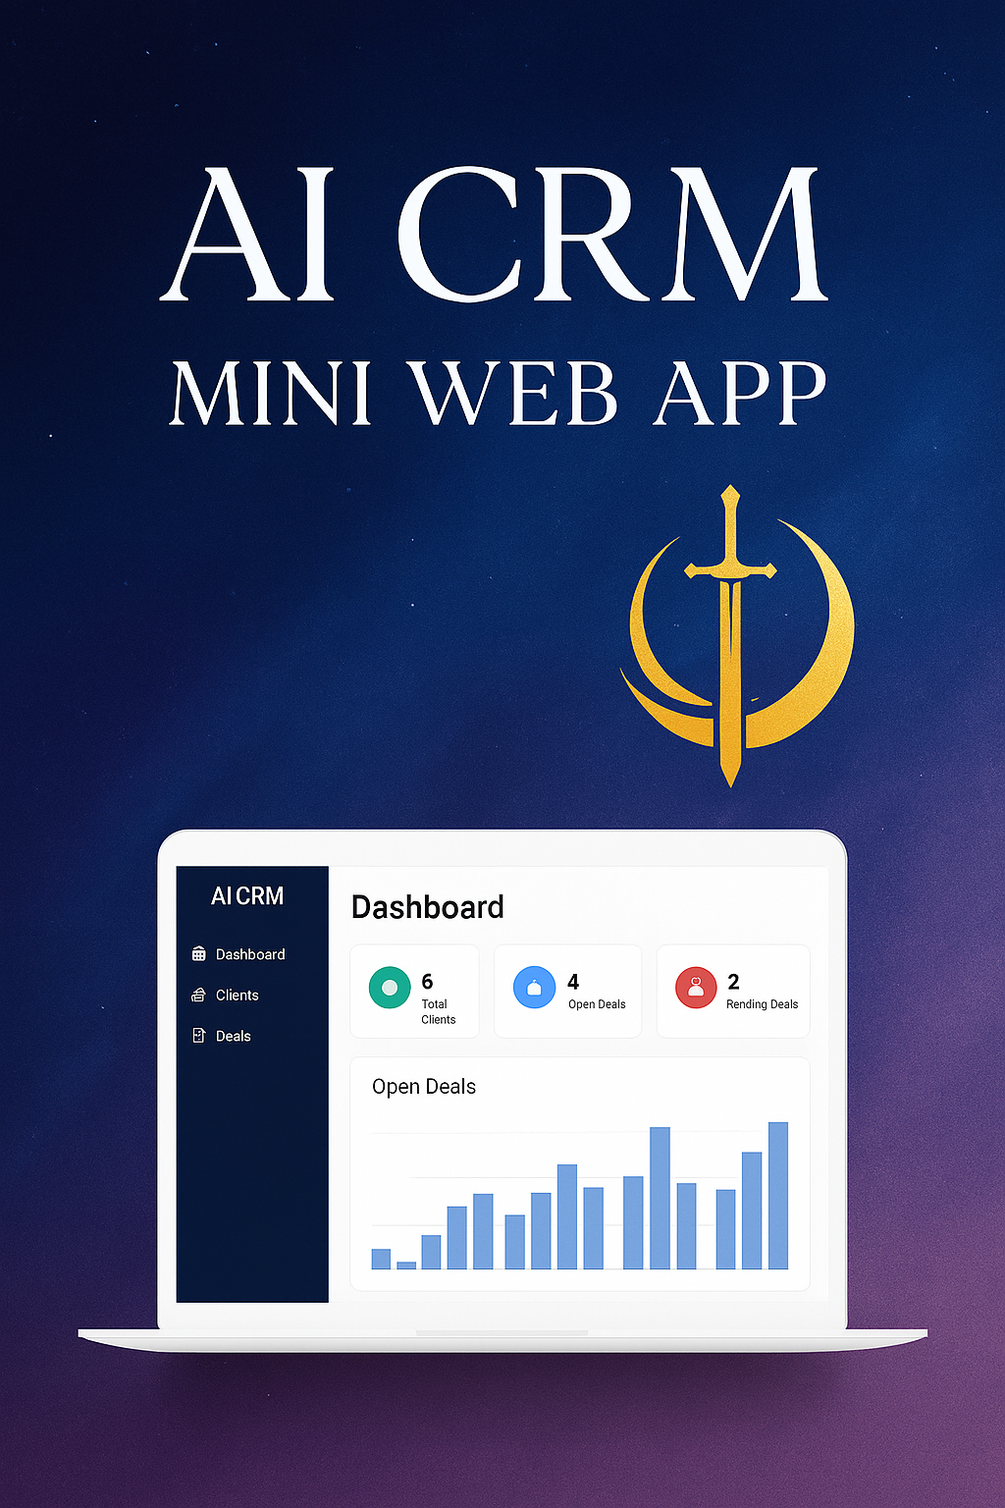 AI CRM
MINI WEB APP
AI CRM
Dashboard
Clients
Deals
Dashboard
6
Total
Clients
4
Open Deals
2
Rending Deals
Open Deals